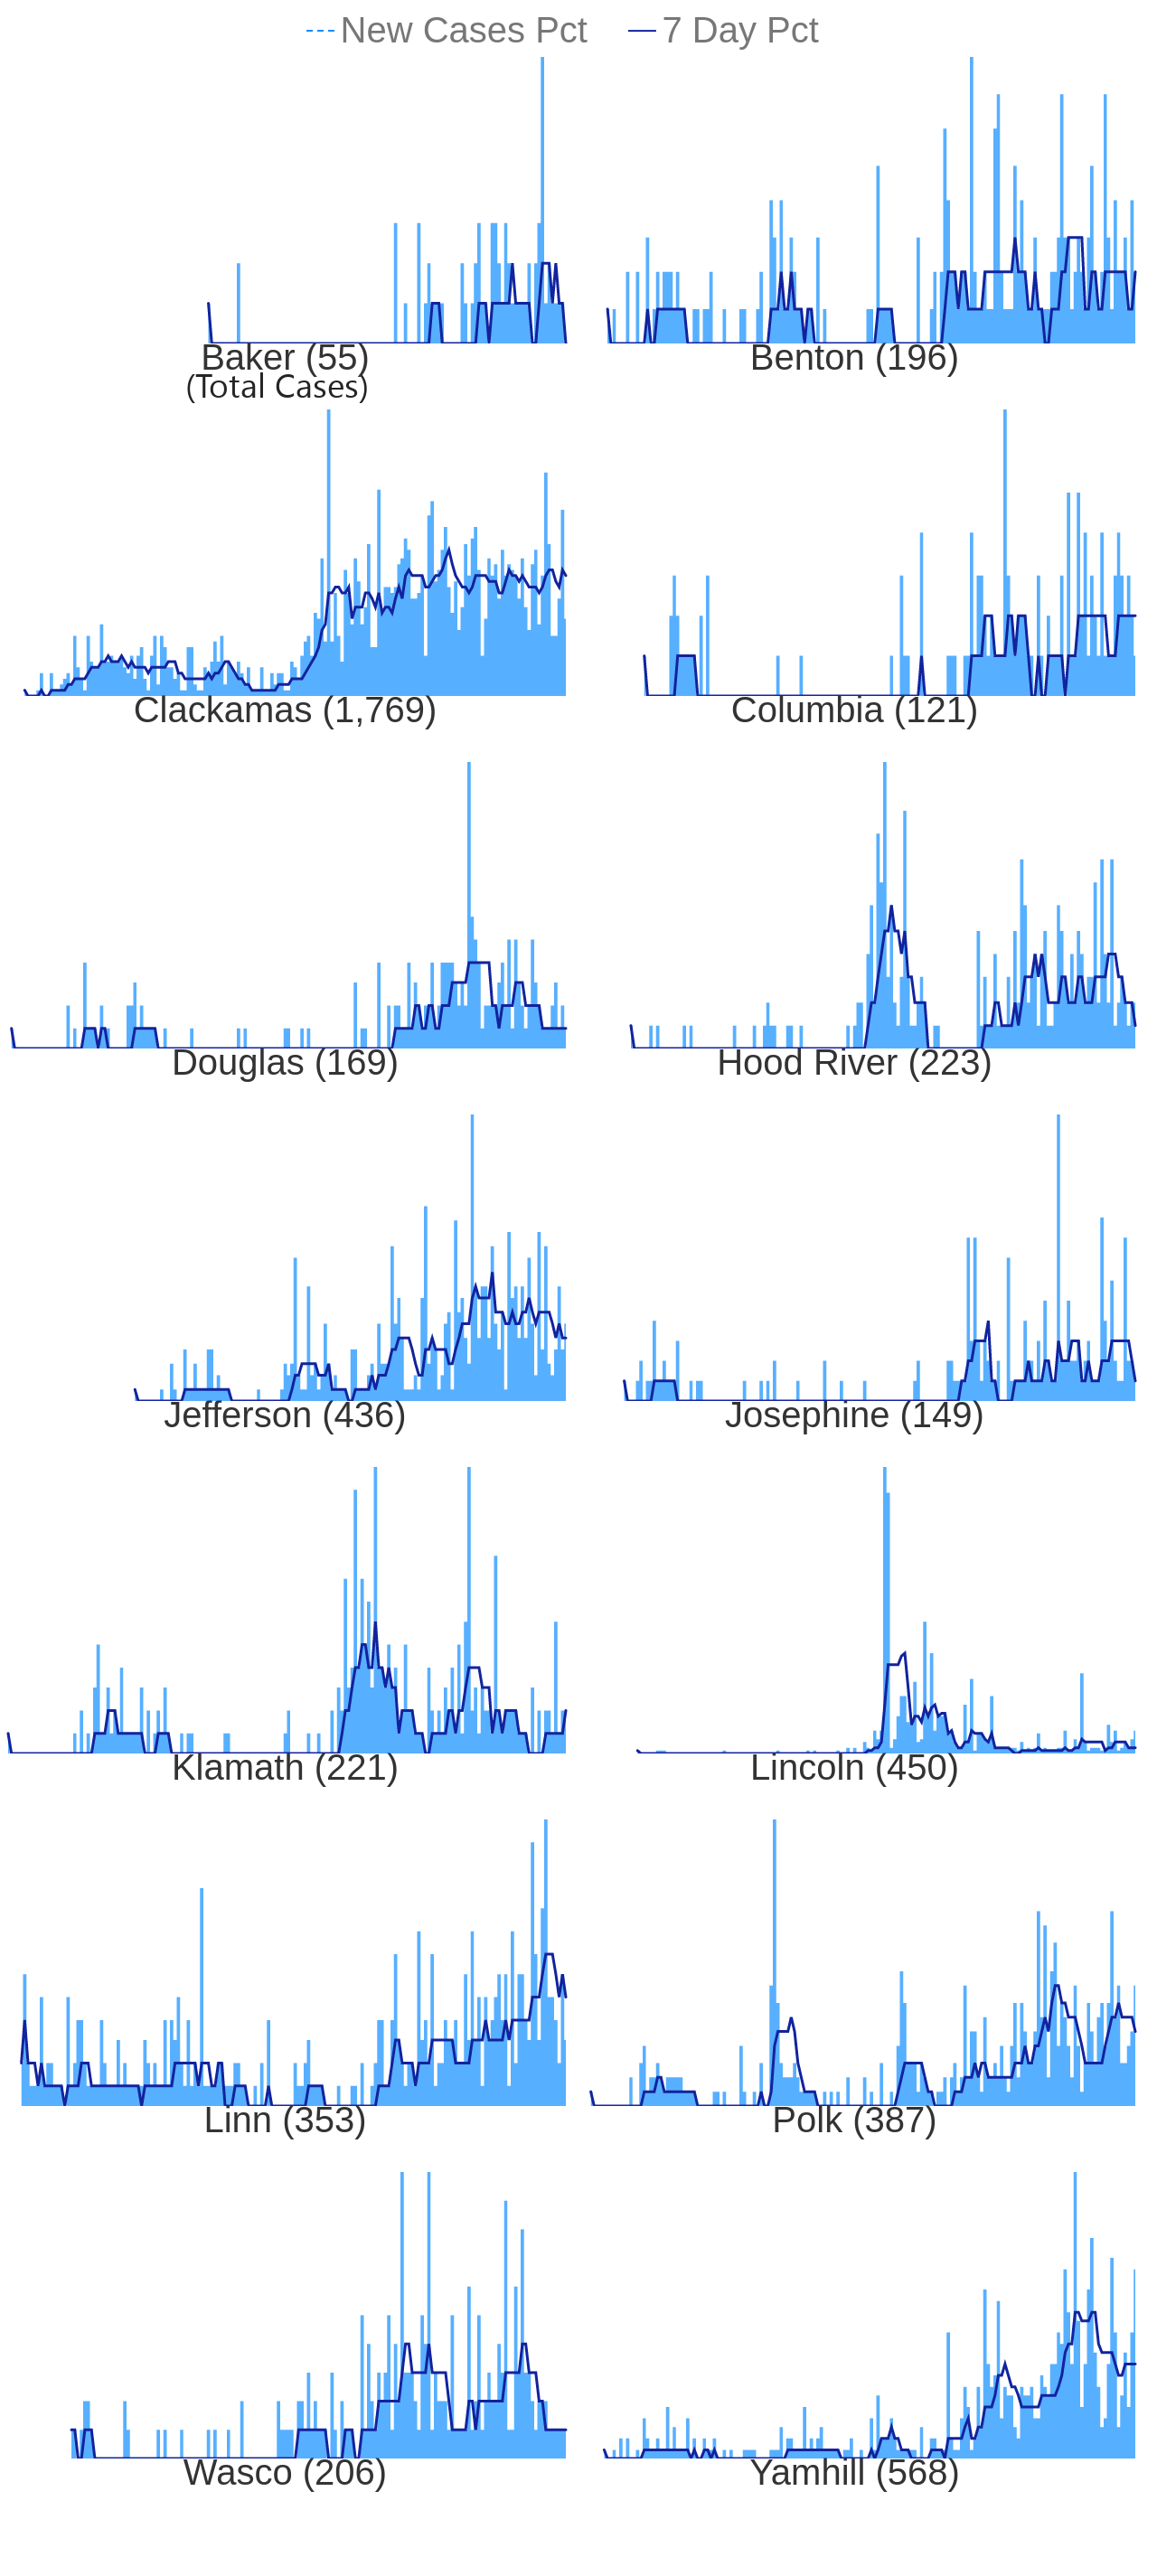 New Cases Pct 7 Day Pct
Baker (55) Benton (196)
(Total Cases)
Clackamas (1,769) Columbia (121)
Douglas (169) Hood River (223)
Jefferson (436) Josephine (149)
Klamath (221) Lincoln (450)
Linn (353) Polk (387)
Wasco (206) Yamhill (568)